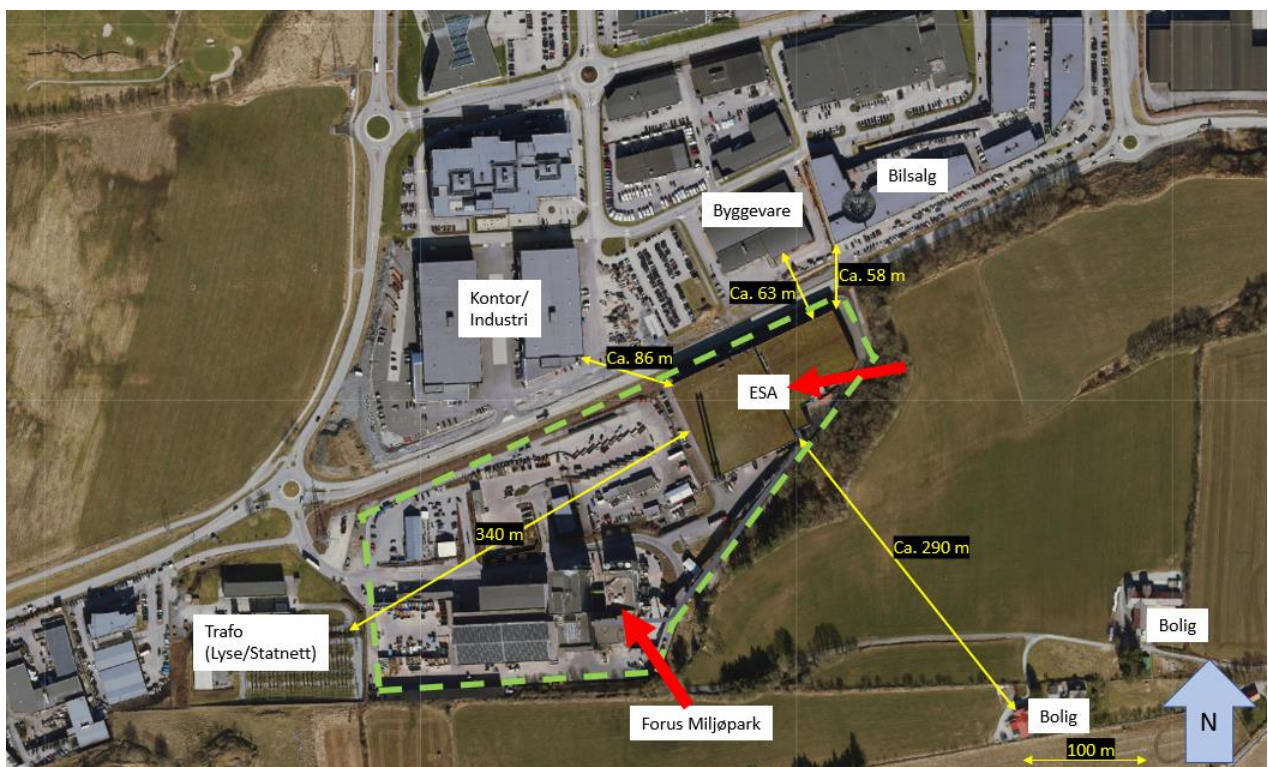 Bilsalg
Byggevare
Ca. 58 m
Ca. 63 m
Kontor/
Industri
Ca. 86 m
ESA
340 m
Ca. 290 m
Trafo
(Lyse/Statnett)
Bolig
Forus Miljøpark
Bolig
N
100 m